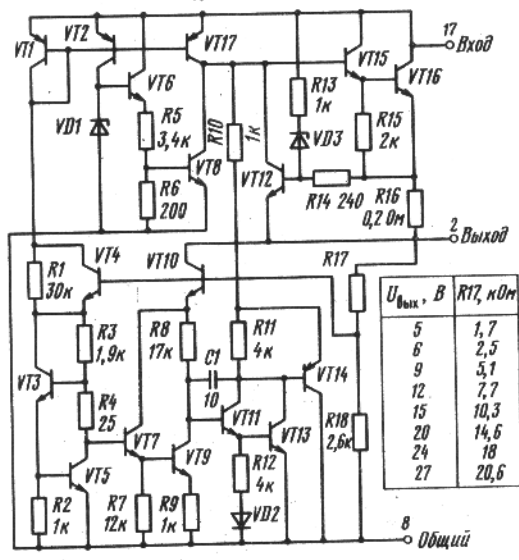 VT1
VT2
VT17
VT6
VT15
VT16
17
Вход
VD1
R5
3,4к
R6
200
VT8
R10
1к
R13
1к
VD3
R15
2к
VT12
R14 240
R16
0,2 Ом
2
Выход
R17
R1
30к
VT4
VT10
R3
1,9к
R8
17к
R11
4к
VT3
C1
10
VT14
R4
25
VT7
VT11
VT13
R18
2,6к
VT5
VT9
R12
4к
R2
1к
R7
12к
R9
1к
VD2
8
Общий
Uвых, В R17, кОм
5 1,7
6 2,5
9 5,1
12 7,7
15 10,3
20 14,6
24 18
27 20,6